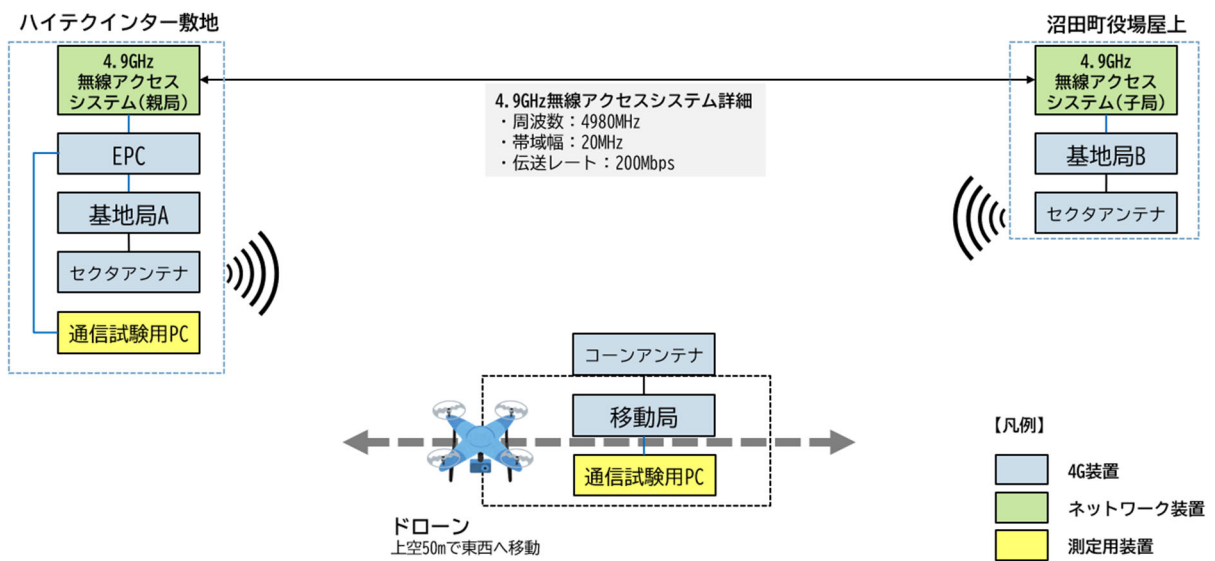 ハイテクインター敷地
4.9GHz
無線アクセス
システム(親局)
EPC
基地局A
セクタアンテナ
通信試験用PC
4.9GHz無線アクセスシステム詳細
・周波数：4980MHz
・帯域幅：20MHz
・伝送レート：200Mbps
沼田町役場屋上
4.9GHz
無線アクセス
システム(子局)
基地局B
セクタアンテナ
コーンアンテナ
移動局
通信試験用PC
ドローン
上空50mで東西へ移動
【凡例】
4G装置
ネットワーク装置
測定用装置